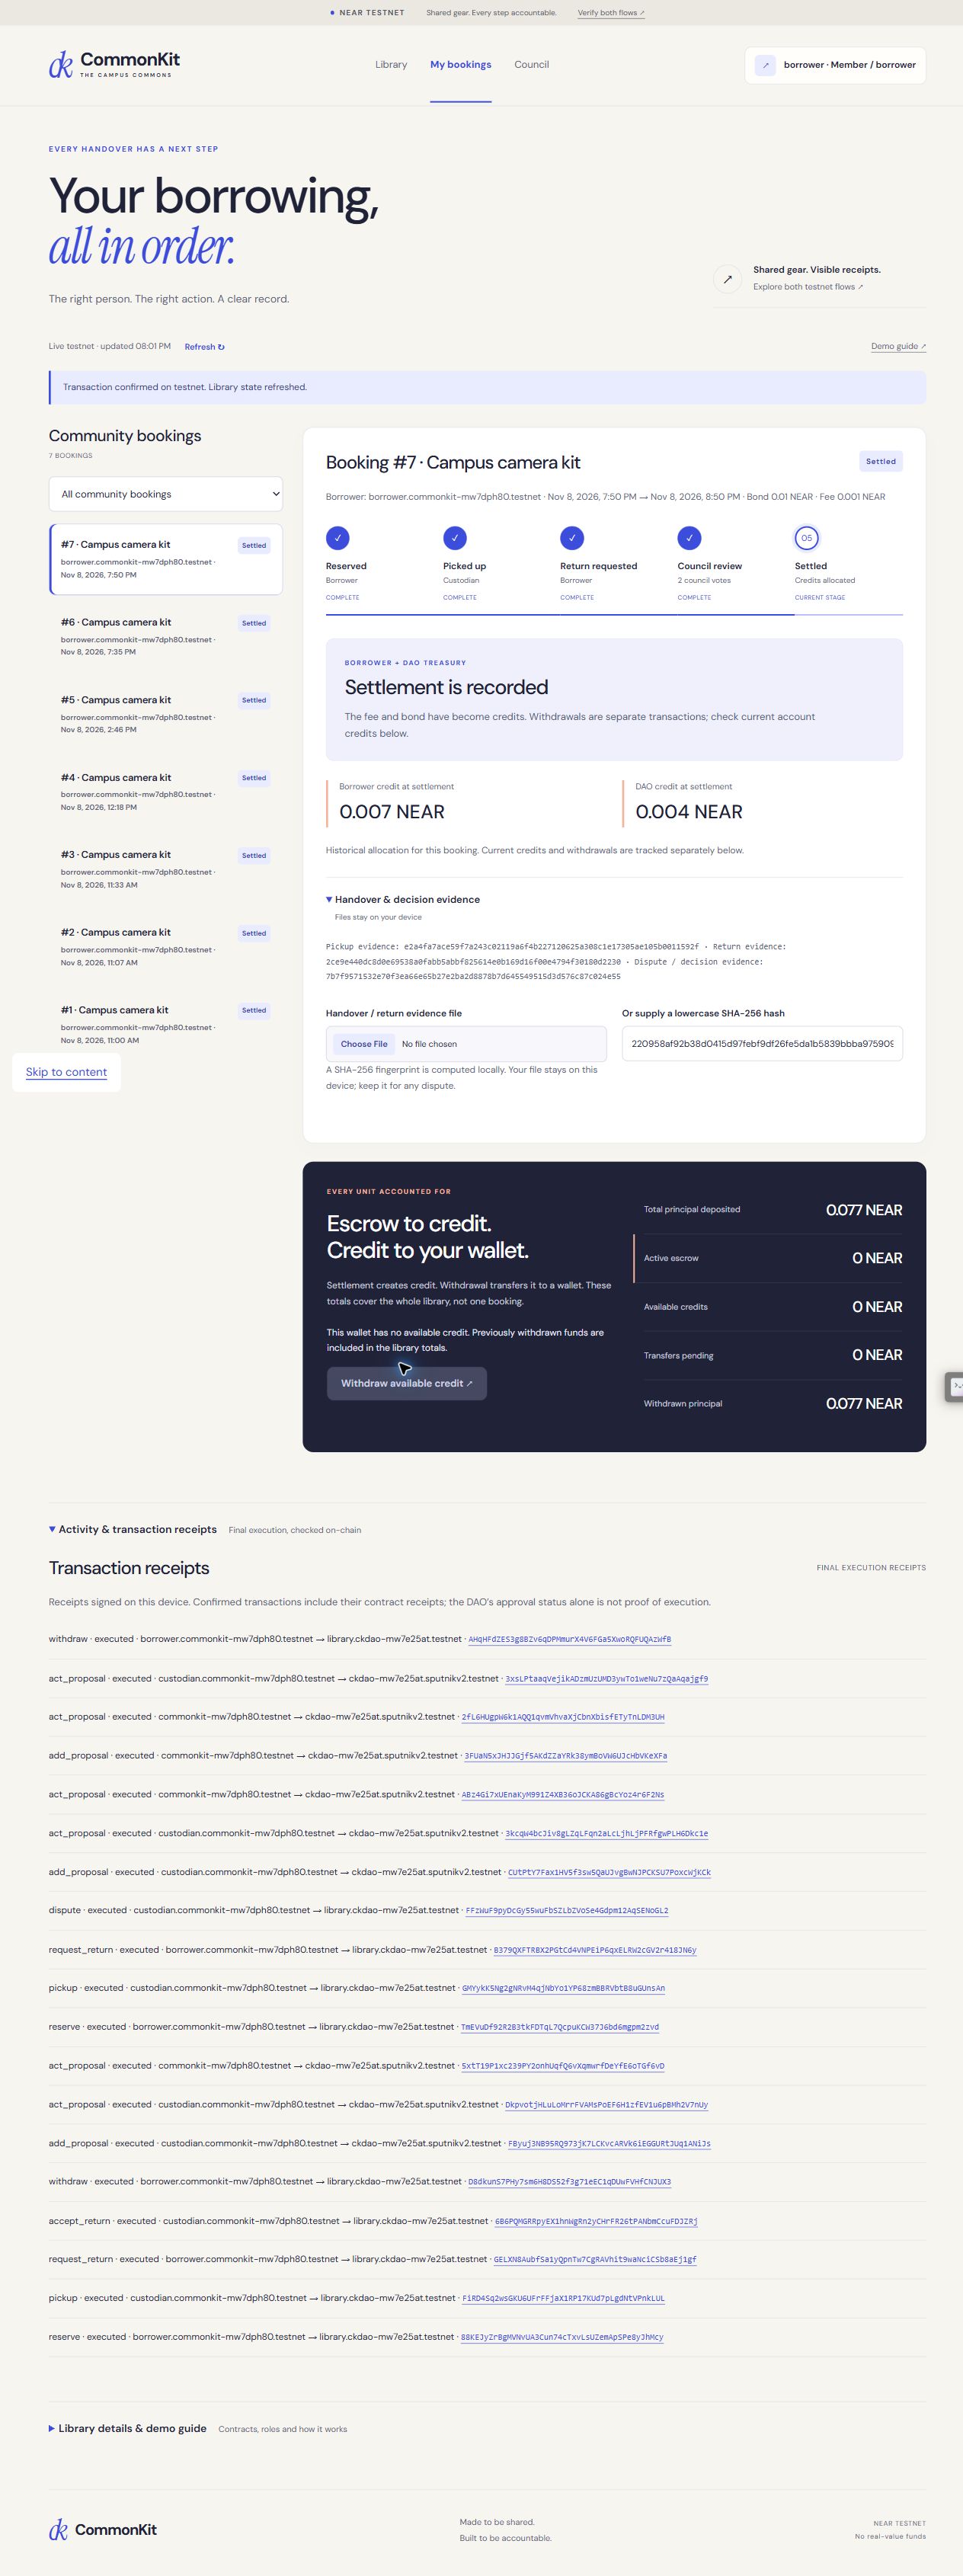 NEAR TESTNET
Shared gear. Every step accountable.
Verify both flows ↗
CommonKit
THE CAMPUS COMMONS
Library
My bookings
Council
↗ borrower · Member / borrower
EVERY HANDOVER HAS A NEXT STEP
Your borrowing,
all in order.
The right person. The right action. A clear record.
Shared gear. Visible receipts.
Explore both testnet flows ↗
Live testnet · updated 08:01 PM
Refresh ↻
Demo guide ↗
Transaction confirmed on testnet. Library state refreshed.
Community bookings
7 BOOKINGS
All community bookings
#7 · Campus camera kit
Settled
borrower.commonkit-mw7dph80.testnet ·
Nov 8, 2026, 7:50 PM
#6 · Campus camera kit
Settled
borrower.commonkit-mw7dph80.testnet ·
Nov 8, 2026, 7:35 PM
#5 · Campus camera kit
Settled
borrower.commonkit-mw7dph80.testnet ·
Nov 8, 2026, 2:46 PM
#4 · Campus camera kit
Settled
borrower.commonkit-mw7dph80.testnet ·
Nov 8, 2026, 12:18 PM
#3 · Campus camera kit
Settled
borrower.commonkit-mw7dph80.testnet ·
Nov 8, 2026, 11:33 AM
#2 · Campus camera kit
Settled
borrower.commonkit-mw7dph80.testnet ·
Nov 8, 2026, 11:07 AM
#1 · Campus camera kit
Settled
borrower.commonkit-mw7dph80.testnet ·
Nov 8, 2026, 11:00 AM
Skip to content
Booking #7 · Campus camera kit
Settled
Borrower: borrower.commonkit-mw7dph80.testnet · Nov 8, 2026, 7:50 PM → Nov 8, 2026, 8:50 PM · Bond 0.01 NEAR · Fee 0.001 NEAR
✓ ✓ ✓ ✓ 05
Reserved
Borrower
COMPLETE
Picked up
Custodian
COMPLETE
Return requested
Borrower
COMPLETE
Council review
2 council votes
COMPLETE
Settled
Credits allocated
CURRENT STAGE
BORROWER + DAO TREASURY
Settlement is recorded
The fee and bond have become credits. Withdrawals are separate transactions; check current account
credits below.
Borrower credit at settlement
0.007 NEAR
DAO credit at settlement
0.004 NEAR
Historical allocation for this booking. Current credits and withdrawals are tracked separately below.
Handover & decision evidence
Files stay on your device
Pickup evidence: e2a4fa7ace59f7a243c02119a6f4b227120625a308c1e17305ae105b0011592f · Return evidence:
2ce9e440dc8d0e69538a0fabb5abbf825614e0b169d16f00e4794f30180d2230 · Dispute / decision evidence:
7b7f9571532e70f3ea66e65b27e2ba2d8878b7d645549515d3d576c87c024e55
Handover / return evidence file
Choose File No file chosen
A SHA-256 fingerprint is computed locally. Your file stays on this
device; keep it for any dispute.
Or supply a lowercase SHA-256 hash
220958af92b38d0415d97febf9df26fe5da1b5839bbba97590
EVERY UNIT ACCOUNTED FOR
Escrow to credit.
Credit to your wallet.
Settlement creates credit. Withdrawal transfers it to a wallet. These
totals cover the whole library, not one booking.
This wallet has no available credit. Previously withdrawn funds are
included in the library totals.
Withdraw available credit ↗
Total principal deposited 0.077 NEAR
Active escrow 0 NEAR
Available credits 0 NEAR
Transfers pending 0 NEAR
Withdrawn principal 0.077 NEAR
Activity & transaction receipts
Final execution, checked on-chain
Transaction receipts
FINAL EXECUTION RECEIPTS
Receipts signed on this device. Confirmed transactions include their contract receipts; the DAO's approval status alone is not proof of execution.
withdraw · executed · borrower.commonkit-mw7dph80.testnet → library.ckdao-mw7e25at.testnet · AHqHFdZES3g8BZv6qDPMmurX4V6FGa5XwoRQFUQAzWfB
act_proposal · executed · custodian.commonkit-mw7dph80.testnet → ckdao-mw7e25at.sputnikv2.testnet · 3xsLPtaaqVejikADzmUzUMD3ywTo1weNu7zQaAqajgf9
act_proposal · executed · commonkit-mw7dph80.testnet → ckdao-mw7e25at.sputnikv2.testnet · 2fL6HUgpW6k1AQQ1qvmVhvaXjCbnXbisfETyTnLDM3UH
add_proposal · executed · commonkit-mw7dph80.testnet → ckdao-mw7e25at.sputnikv2.testnet · 3FUaN5xJHJJGjf5AKdZZaYRk38ymBoVW6UJcHbVKeXFa
act_proposal · executed · commonkit-mw7dph80.testnet → ckdao-mw7e25at.sputnikv2.testnet · ABz4Gi7xUEnaKyM991Z4XB36oJCKA86gBcYoz4r6F2Ns
act_proposal · executed · custodian.commonkit-mw7dph80.testnet → ckdao-mw7e25at.sputnikv2.testnet · 3kcqW4bcJiv8gLZqLFqn2aLcLjhLjPFRfgwPLH6Dkc1e
add_proposal · executed · custodian.commonkit-mw7dph80.testnet → ckdao-mw7e25at.sputnikv2.testnet · CUtPtY7Fax1HV5f3sw5QaUJvgBwNJPCKSU7PoxcWjKCk
dispute · executed · custodian.commonkit-mw7dph80.testnet → library.ckdao-mw7e25at.testnet · FFzWuF9pyDcGy55wuFbSZLbZVoSe4Gdpm12AqSENoGL2
request_return · executed · borrower.commonkit-mw7dph80.testnet → library.ckdao-mw7e25at.testnet · B379QXFTRBX2PGtCd4VNPEiP6qxELRW2cGV2r418JN6y
pickup · executed · custodian.commonkit-mw7dph80.testnet → library.ckdao-mw7e25at.testnet · GMYykK5Ng2gNRvM4qjNbYo1YP68zmBBRVbtB8uGUnsAn
reserve · executed · borrower.commonkit-mw7dph80.testnet → library.ckdao-mw7e25at.testnet · TmEVuDf92R2B3tkFDTqL7QcpuKCW37J6bd6mgpm2zvd
act_proposal · executed · commonkit-mw7dph80.testnet → ckdao-mw7e25at.sputnikv2.testnet · 5xtT19P1xc239PY2onhUqfQ6vXqmwrfDeYfE6oTGf6vD
act_proposal · executed · custodian.commonkit-mw7dph80.testnet → ckdao-mw7e25at.sputnikv2.testnet · DkpvotjHLuLoMrrFVAMsPoEF6H1zfEV1u6pBMh2V7nUy
add_proposal · executed · custodian.commonkit-mw7dph80.testnet → ckdao-mw7e25at.sputnikv2.testnet · FByuj3NB95RQ973jK7LCKvcARVk6iEGGURtJUq1ANiJs
withdraw · executed · borrower.commonkit-mw7dph80.testnet → library.ckdao-mw7e25at.testnet · D8dkunS7PHy7sm6H8DS52f3g71eEC1qDUwFVHfCNJUX3
accept_return · executed · custodian.commonkit-mw7dph80.testnet → library.ckdao-mw7e25at.testnet · 6B6PQMGRRpyEX1hnWgRn2yCHrFR26tPANbmCcuFDJZRj
request_return · executed · borrower.commonkit-mw7dph80.testnet → library.ckdao-mw7e25at.testnet · GELXN8AubfSa1yQpnTw7CgRAVhit9waNciCSb8aEj1gf
pickup · executed · custodian.commonkit-mw7dph80.testnet → library.ckdao-mw7e25at.testnet · FiRD4Sq2wsGKU6UFrFFjaX1RP17KUd7pLgdNtVPnkLUL
reserve · executed · borrower.commonkit-mw7dph80.testnet → library.ckdao-mw7e25at.testnet · 88KEJyZrBgMVNvUA3Cun74cTxvLsUZemApSPe8yJhMcy
Library details & demo guide
Contracts, roles and how it works
CommonKit
Made to be shared.
Built to be accountable.
NEAR TESTNET
No real-value funds